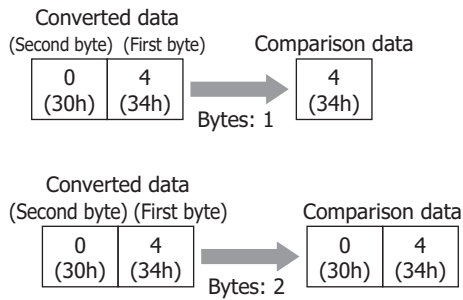 Converted data
(Second byte) (First byte) Comparison data
0 4 4
(30h) (34h) (34h)
Bytes: 1
Converted data
(Second byte) (First byte) Comparison data
0 4 0 4
(30h) (34h) (30h) (34h)
Bytes: 2